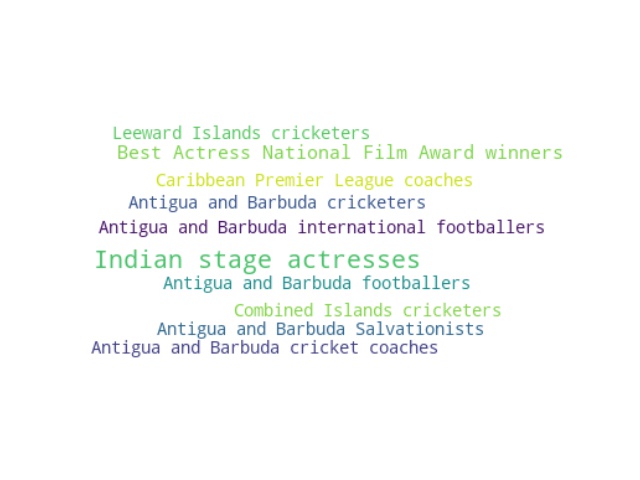 Leeward Islands cricketers
Best Actress National Film Award winners
Caribbean Premier League coaches
Antigua and Barbuda cricketers
Antigua and Barbuda international footballers
Indian stage actresses
Antigua and Barbuda footballers
Combined Islands cricketers
Antigua and Barbuda Salvationists
Antigua and Barbuda cricket coaches